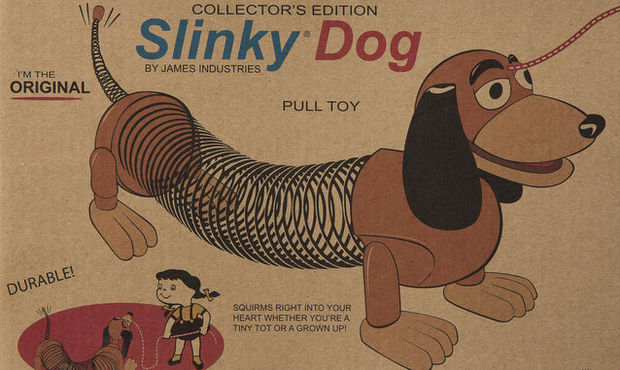 COLLECTOR'S EDITION
Slinky® Dog
BY JAMES INDUSTRIES
I'M THE
ORIGINAL
PULL TOY
DURABLE!
SQUIRMS RIGHT INTO YOUR
HEART WHETHER YOU'RE A
TINY TOT OR A GROWN UP!